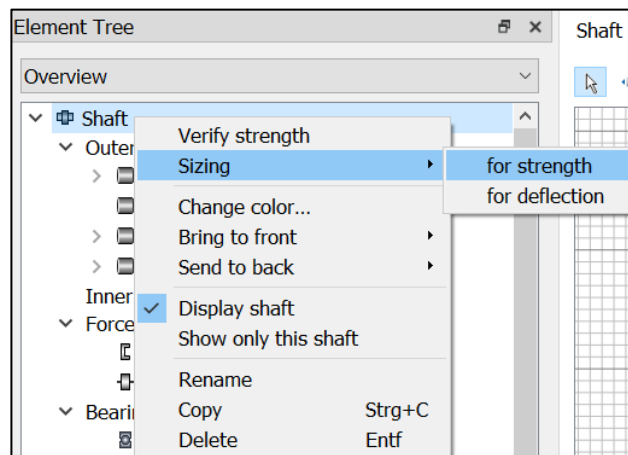 Element Tree
Shaft
Overview
Shaft
Outer
Verify strength
Sizing
for strength
for deflection
Change color...
Bring to front
Send to back
Inner
Display shaft
Force
Show only this shaft
Rename
Beari
Copy Strg+C
Delete Entf